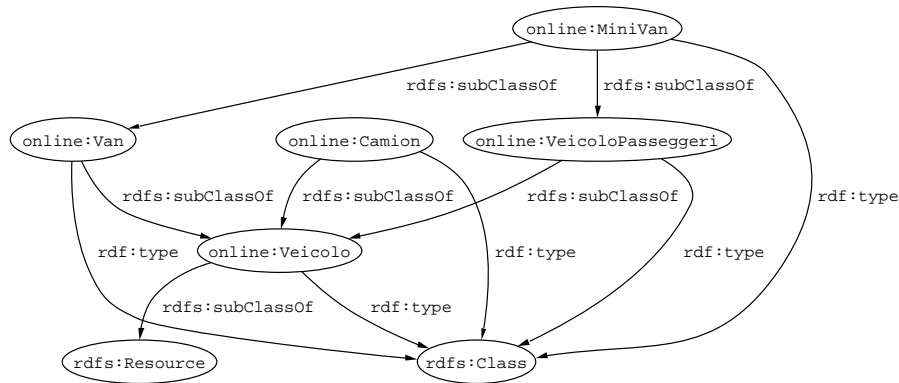 online:MiniVan
rdfs:subClassOf
rdfs:subClassOf
online:Van
online:Camion
online:VeicoloPasseggeri
rdfs:subClassOf
rdfs:subClassOf
rdfs:subClassOf
rdf:type
rdf:type
online:Veicolo
rdf:type
rdf:type
rdfs:subClassOf
rdf:type
rdfs:Resource
rdfs:Class